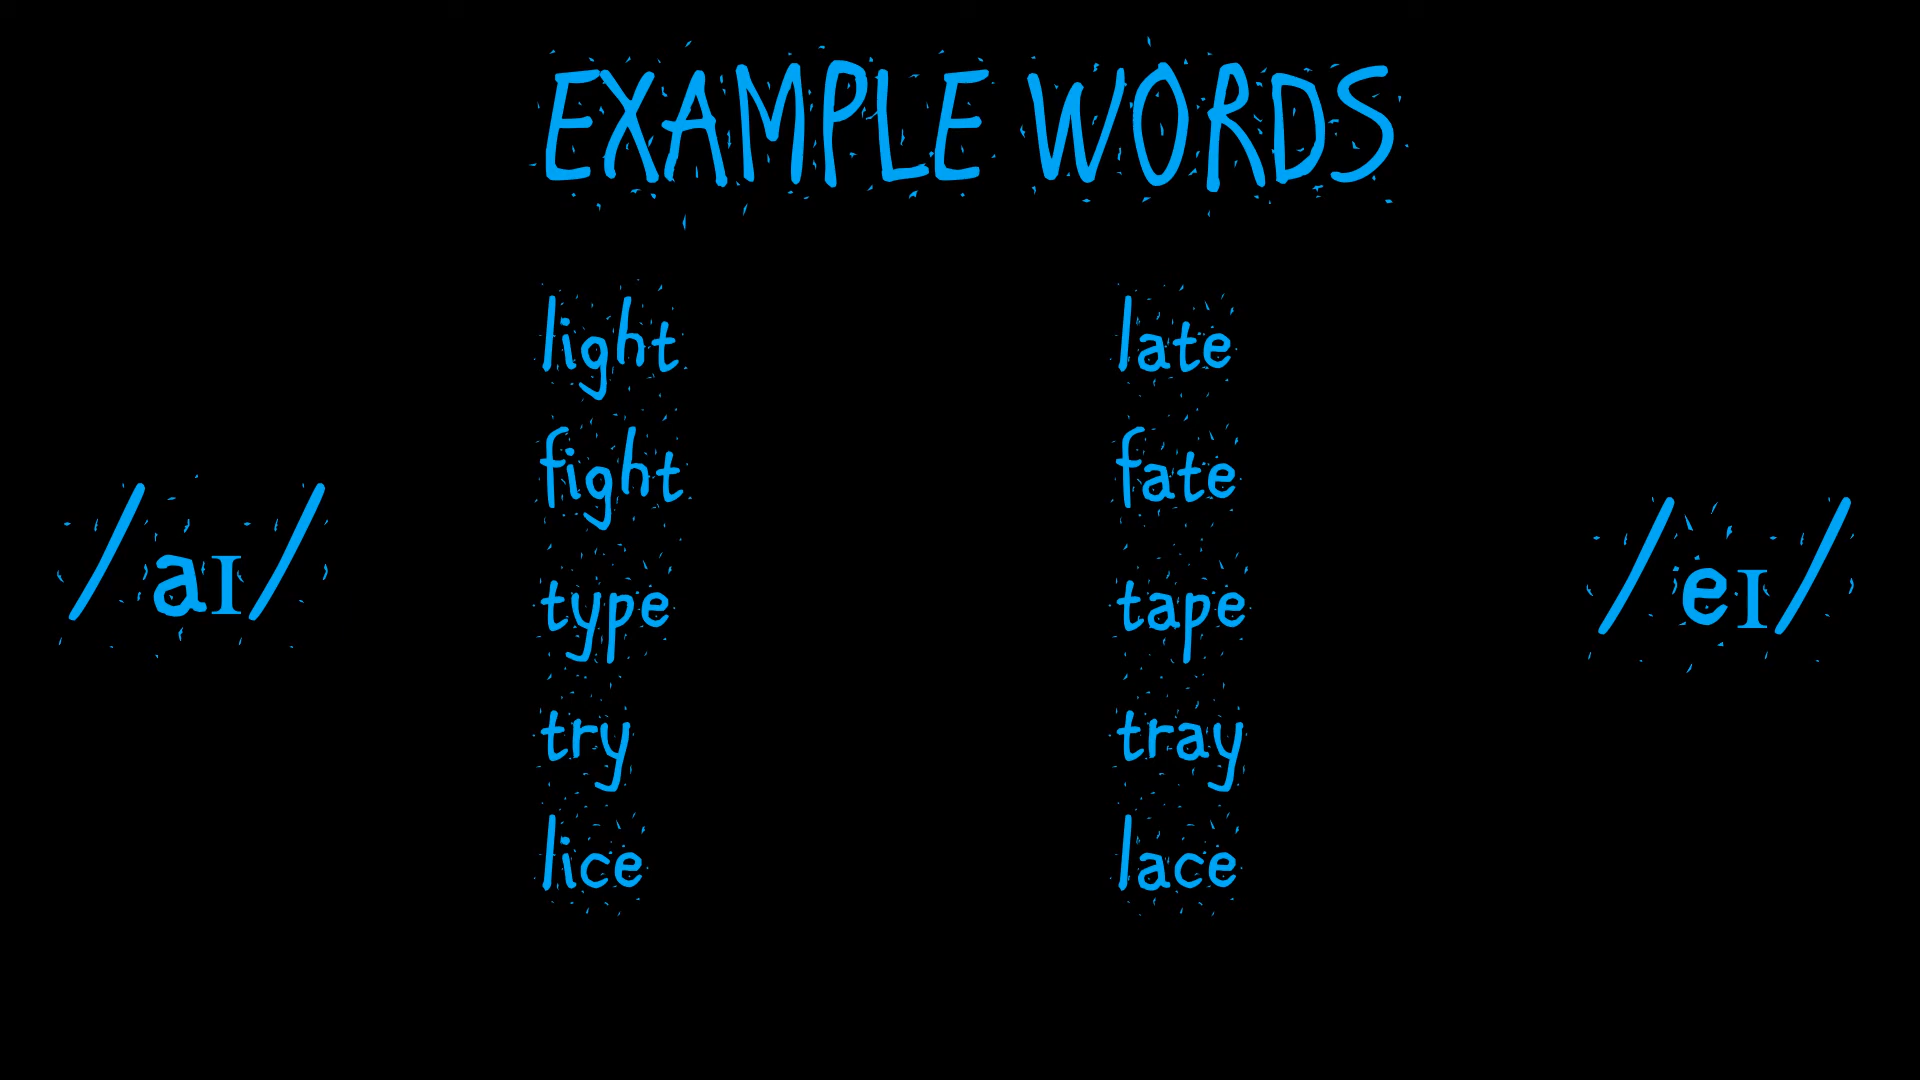 EXAMPLE WORDS
light late
fight fate
/aɪ/ type tape /eɪ/
try tray
lice lace